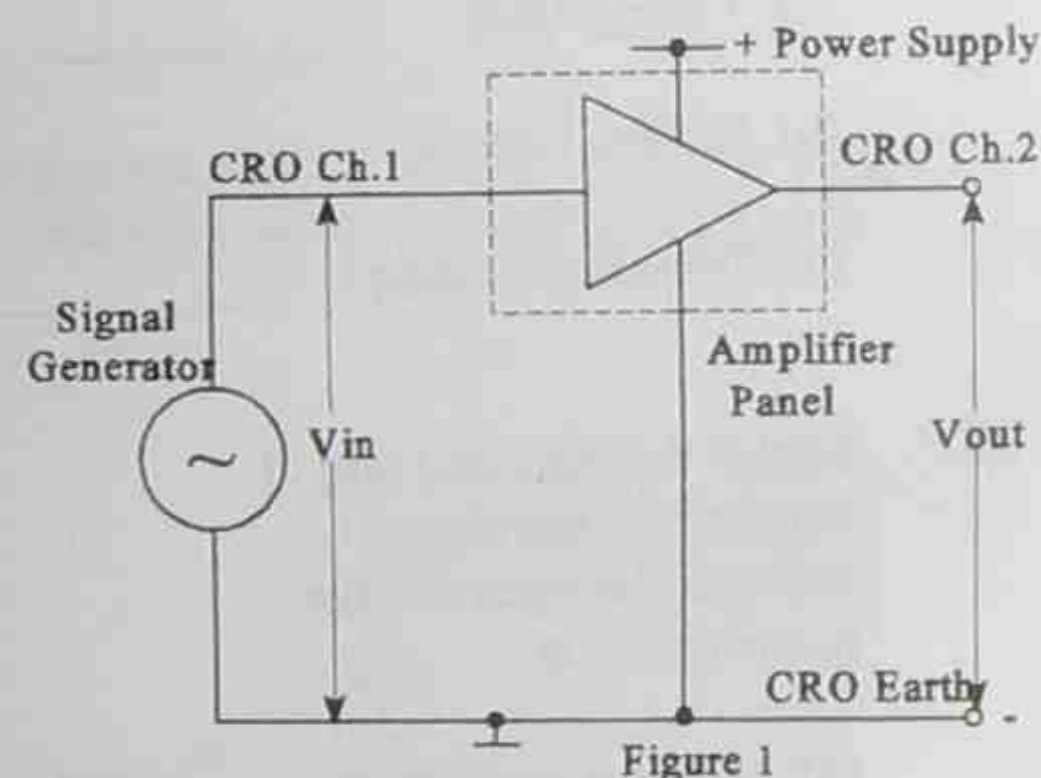 + Power Supply
CRO Ch.1
CRO Ch.2
Signal
Generator
~
Vin
Amplifier
Panel
Vout
CRO Earth
-
Figure 1